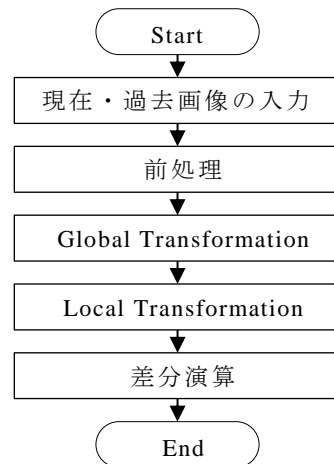 Start
現在・過去画像の入力
前処理
Global Transformation
Local Transformation
差分演算
End